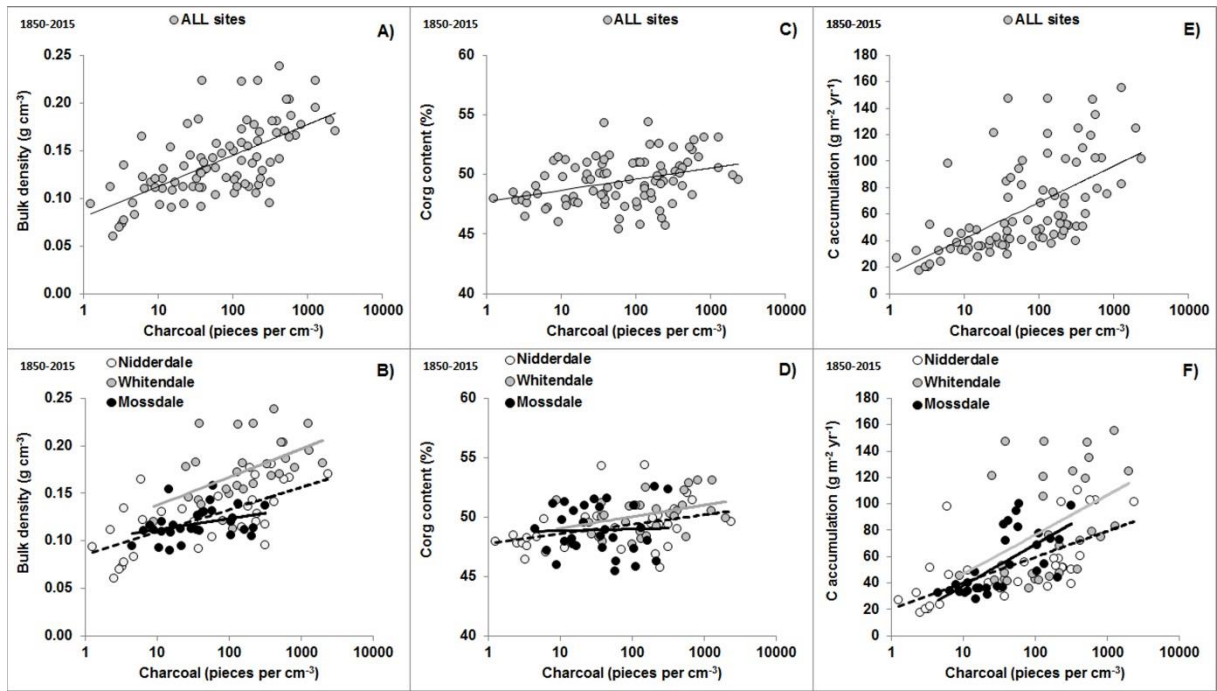 1850-2015
ALL sites
A)
Bulk density (g cm-3)
0.25
0.20
0.15
0.10
0.05
0.00
1 10 100 1000 10000
Charcoal (pieces per cm-3)
1850-2015
ALL sites
C)
Corg content (%)
60
55
50
45
40
1 10 100 1000 10000
Charcoal (pieces per cm-3)
1850-2015
ALL sites
E)
C accumulation (g m-2 yr-1)
180
160
140
120
100
80
60
40
20
0
1 10 100 1000 10000
Charcoal (pieces per cm-3)
1850-2015
Nidderdale
Whitendale
Mossdale
B)
Bulk density (g cm-3)
0.25
0.20
0.15
0.10
0.05
0.00
1 10 100 1000 10000
Charcoal (pieces per cm-3)
1850-2015
Nidderdale
Whitendale
Mossdale
D)
Corg content (%)
60
55
50
45
40
1 10 100 1000 10000
Charcoal (pieces per cm-3)
1850-2015
Nidderdale
Whitendale
Mossdale
F)
C accumulation (g m-2 yr-1)
180
160
140
120
100
80
60
40
20
0
1 10 100 1000 10000
Charcoal (pieces per cm-3)